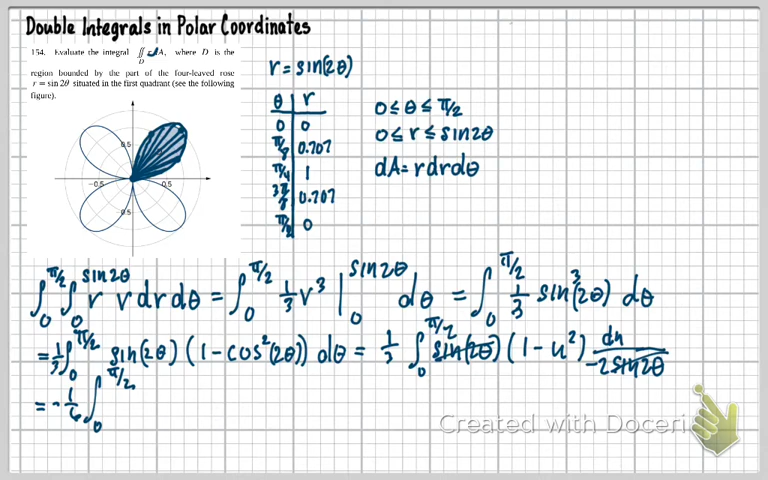 Double Integrals in Polar Coordinates
154. Evaluate the integral ∬_D r dA, where D is the
region bounded by the part of the four-leaved rose
r = sin 2θ situated in the first quadrant (see the following
figure).
0.5
−0.5 0 0.5
0.5
r = sin(2θ)
θ | r
0 | 0
π/8 | 0.707
π/4 | 1
3π/8 | 0.707
π/2 | 0
0 ≤ θ ≤ π/2
0 ≤ r ≤ sin2θ
dA = r dr dθ
∫_0^{π/2} ∫_0^{sin2θ} r r dr dθ = ∫_0^{π/2} 1/3 r^3 |_0^{sin2θ} dθ = ∫_0^{π/2} 1/3 sin^3(2θ) dθ
= 1/3 ∫_0^{π/2} sin(2θ) (1 - cos^2(2θ)) dθ = 1/3 ∫_0^{π/2} sin(2θ) (1 - u^2) du/(-2sin2θ)
= - 1/6 ∫_0^{π/2}
Created with Doceri